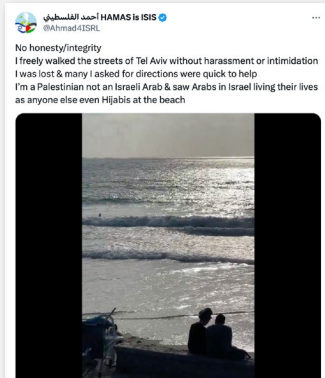 أحمد الفلسطيني HAMAS is ISIS
@Ahmad4ISRL
No honesty/integrity
I freely walked the streets of Tel Aviv without harassment or intimidation
I was lost & many I asked for directions were quick to help
I'm a Palestinian not an Israeli Arab & saw Arabs in Israel living their lives
as anyone else even Hijabis at the beach